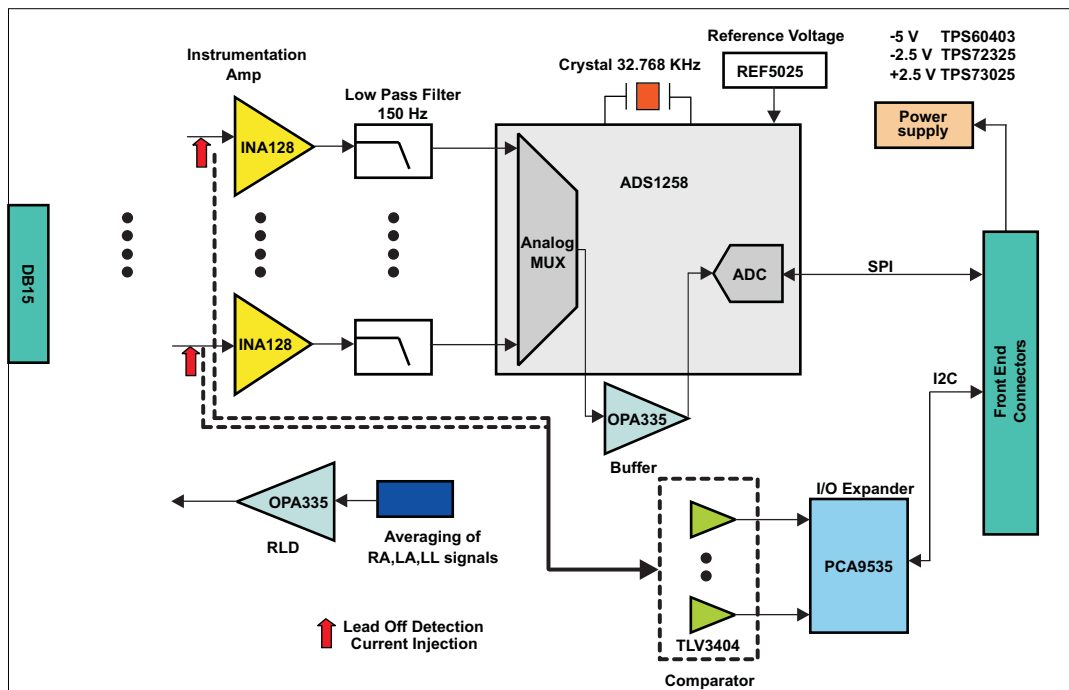 Instrumentation
Amp
Low Pass Filter
150 Hz
Crystal 32.768 KHz
Reference Voltage
REF5025
-5 V TPS60403
-2.5 V TPS72325
+2.5 V TPS73025
Power
supply
INA128
ADS1258
DB15
Analog
MUX
ADC
SPI
INA128
I2C
Front End
Connectors
OPA335
Buffer
OPA335
RLD
Averaging of
RA,LA,LL signals
I/O Expander
PCA9535
TLV3404
Comparator
Lead Off Detection
Current Injection